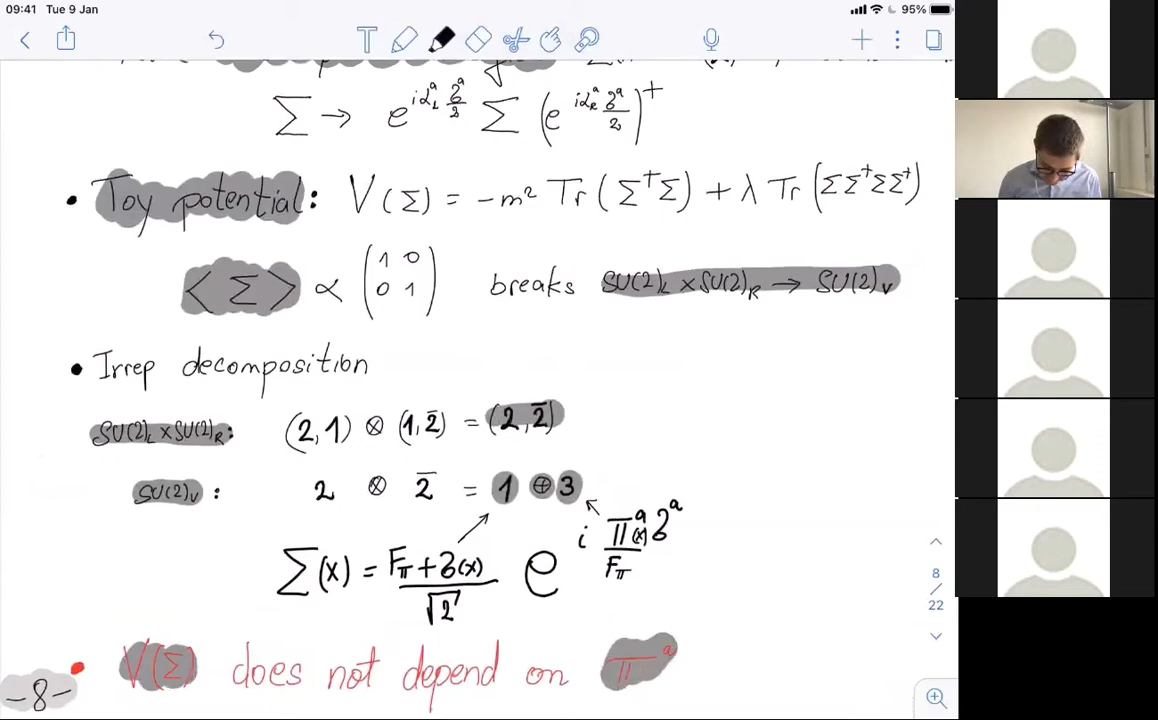 09:41 Tue 9 Jan 95%
Σ → e^{iα_L^a σ^a/2} Σ (e^{iα_R^a σ^a/2})^+
• Toy potential: V(Σ) = -m² Tr(Σ^+Σ) + λ Tr(ΣΣ^+ΣΣ^+)
<Σ> ∝ (1 0
0 1) breaks SU(2)_L × SU(2)_R → SU(2)_V
• Irrep decomposition
SU(2)_L × SU(2)_R: (2,1) ⊗ (1,2̄) = (2,2̄)
SU(2)_V: 2 ⊗ 2̄ = 1 ⊕ 3
Σ(x) = (F_π + σ(x))/√2 e^{i π^a(x) σ^a / F_π}
• V(Σ) does not depend on π^a
-8-
8
/
22